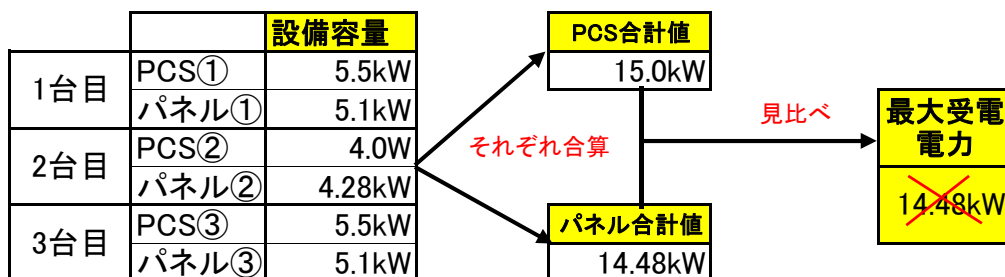 設備容量
1台目
PCS① 5.5kW
パネル① 5.1kW
2台目
PCS② 4.0W
パネル② 4.28kW
3台目
PCS③ 5.5kW
パネル③ 5.1kW
それぞれ合算
PCS合計値
15.0kW
パネル合計値
14.48kW
見比べ
最大受電
電力
14.48kW